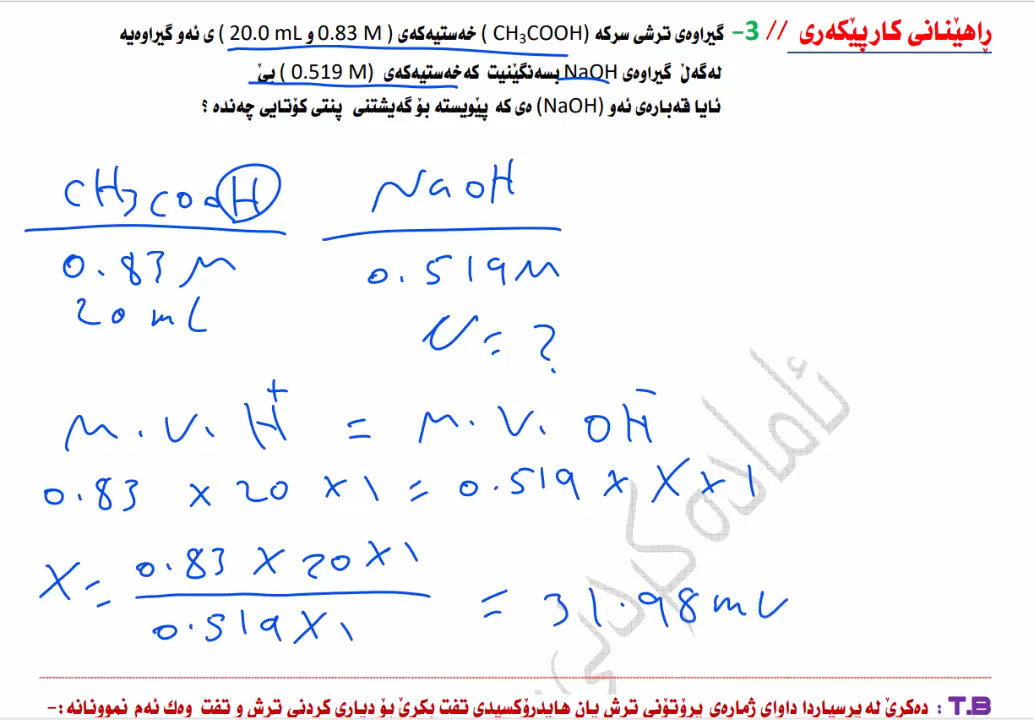 ڕاهێنانی کارپێکەری // 3- گیراوەی ترشی سرکە (CH₃COOH ) خەستیەکەی ( 0.83 M و 20.0 mL ) ی ئەو گیراوەیە
لەگەڵ گیراوەی NaOH بسەنگێنیت کەخەستیەکەی (0.519 M ) بێ
ئایا قەبارەی ئەو (NaOH) ەی کە پێویستە بۆ گەیشتنی پنتی کۆتایی چەندە ؟
CH3COOH NaOH
0.83 M 0.519 M
20 mL
V = ?
M . V . H⁺ = M . V . OH⁻
0.83 x 20 x 1 = 0.519 x X x 1
X = 0.83 X 20 X 1 = 31.98 mL
0.519 X 1
T.B : دەکرێ لە پرسیاردا داوای ژمارەی پرۆتۆنی ترش یان هایدرۆکسیدی تفت بکرێ بۆ دیاری کردنی ترش و تفت وەك ئەم نموونانە :-